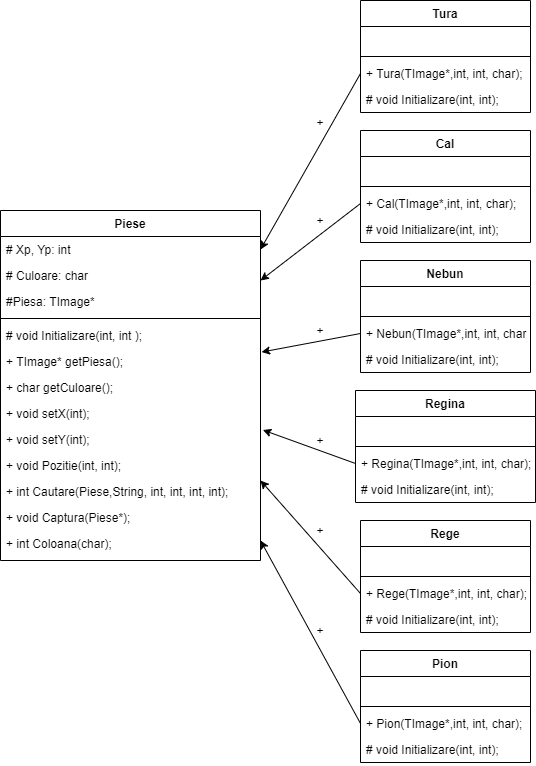 Tura
+ Tura(TImage*,int, int, char);
# void Initializare(int, int);
+
Cal
+ Cal(TImage*,int, int, char);
# void Initializare(int, int);
+
Piese
# Xp, Yp: int
# Culoare: char
#Piesa: TImage*
# void Initializare(int, int );
+ TImage* getPiesa();
+ char getCuloare();
+ void setX(int);
+ void setY(int);
+ void Pozitie(int, int);
+ int Cautare(Piese,String, int, int, int, int);
+ void Captura(Piese*);
+ int Coloana(char);
Nebun
+ Nebun(TImage*,int, int, char
# void Initializare(int, int);
+
Regina
+ Regina(TImage*,int, int, char);
# void Initializare(int, int);
+
Rege
+ Rege(TImage*,int, int, char);
# void Initializare(int, int);
+
Pion
+ Pion(TImage*,int, int, char);
# void Initializare(int, int);
+